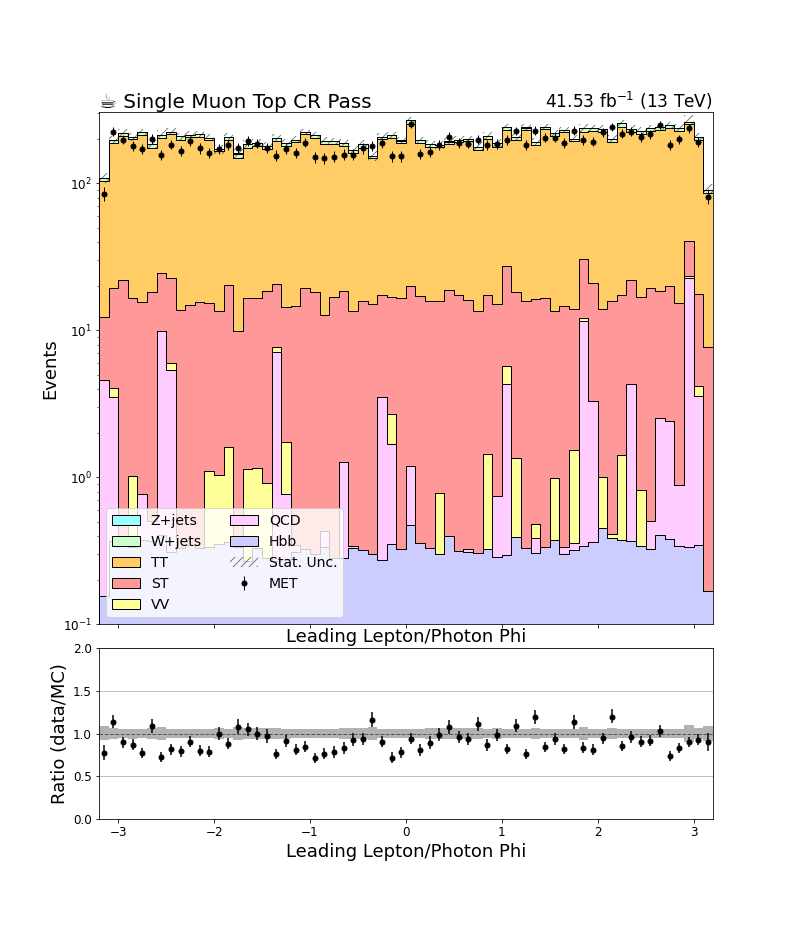 ☕ Single Muon Top CR Pass 41.53 fb⁻¹ (13 TeV)
Events
10²
10¹
10⁰
10⁻¹
Z+jets QCD
W+jets Hbb
TT Stat. Unc.
ST MET
VV
Leading Lepton/Photon Phi
Ratio (data/MC)
2.0
1.5
1.0
0.5
0.0
−3 −2 −1 0 1 2 3
Leading Lepton/Photon Phi